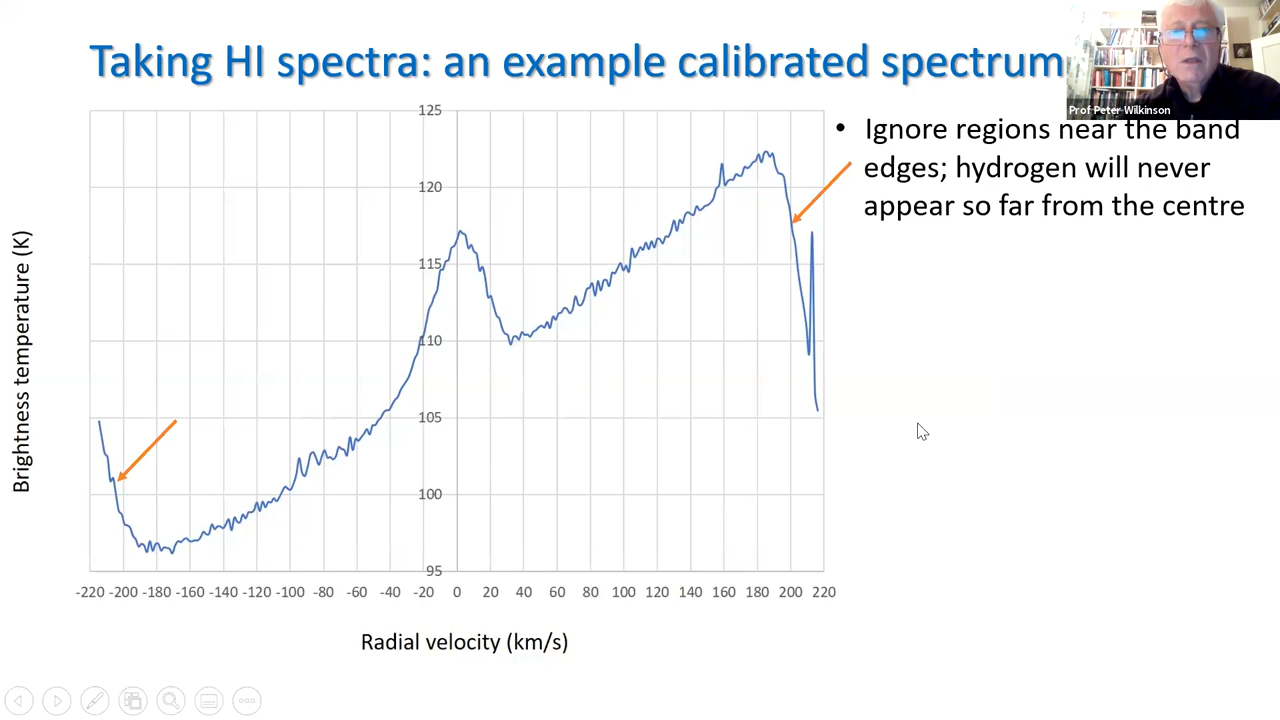 Taking HI spectra: an example calibrated spectrum
Prof Peter Wilkinson
125
120
115
110
105
100
95
Brightness temperature (K)
-220 -200 -180 -160 -140 -120 -100 -80 -60 -40 -20 0 20 40 60 80 100 120 140 160 180 200 220
Radial velocity (km/s)
• Ignore regions near the band
edges; hydrogen will never
appear so far from the centre